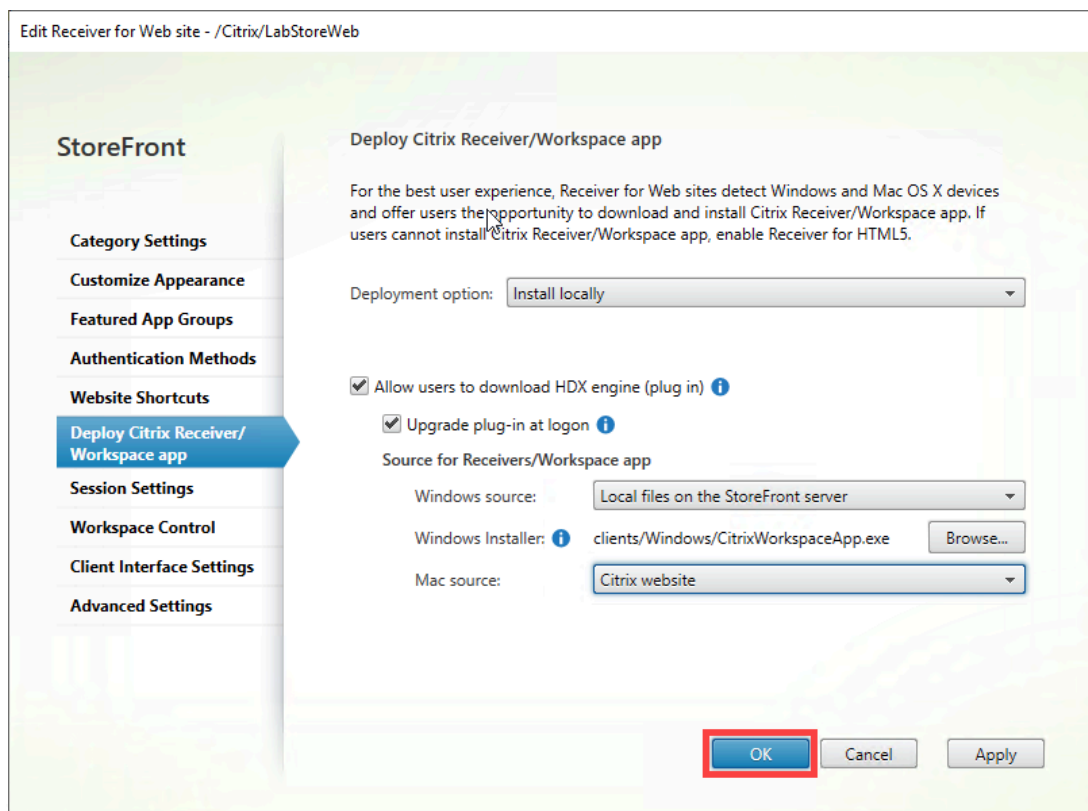 Edit Receiver for Web site - /Citrix/LabStoreWeb
StoreFront
Category Settings
Customize Appearance
Featured App Groups
Authentication Methods
Website Shortcuts
Deploy Citrix Receiver/
Workspace app
Session Settings
Workspace Control
Client Interface Settings
Advanced Settings
Deploy Citrix Receiver/Workspace app
For the best user experience, Receiver for Web sites detect Windows and Mac OS X devices
and offer users the opportunity to download and install Citrix Receiver/Workspace app. If
users cannot install Citrix Receiver/Workspace app, enable Receiver for HTML5.
Deployment option: Install locally
Allow users to download HDX engine (plug in)
Upgrade plug-in at logon
Source for Receivers/Workspace app
Windows source: Local files on the StoreFront server
Windows Installer: clients/Windows/CitrixWorkspaceApp.exe Browse...
Mac source: Citrix website
OK Cancel Apply